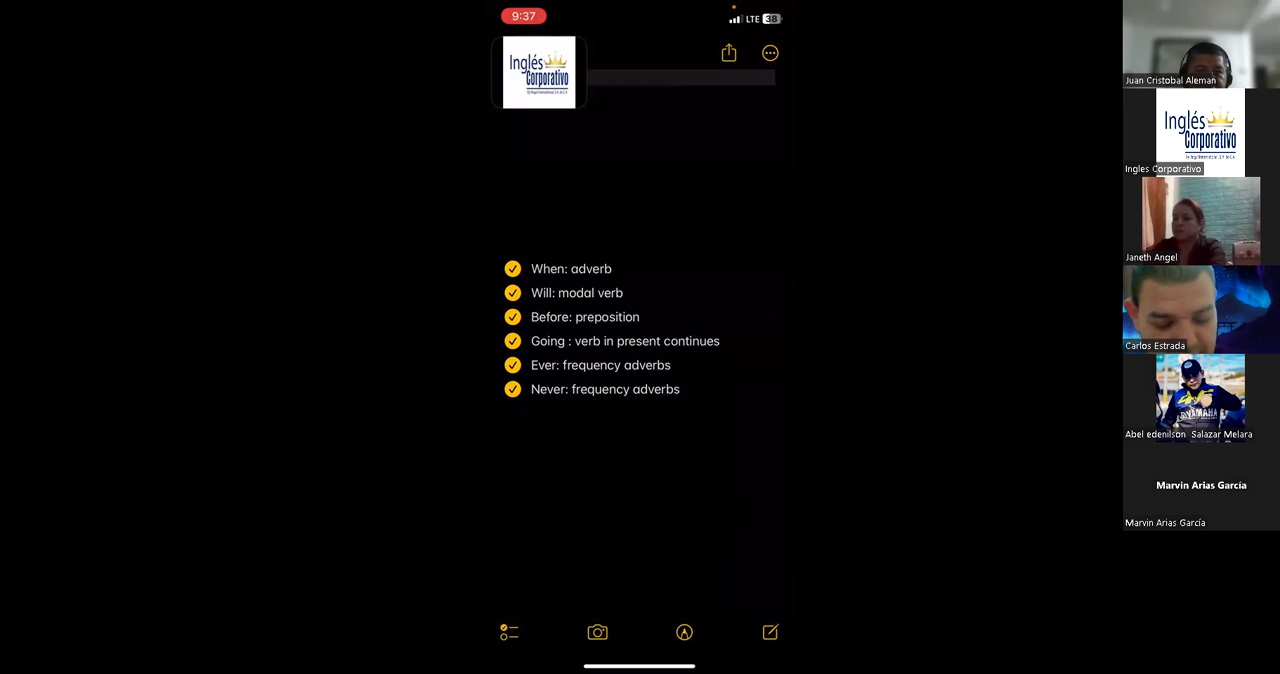 9:37
LTE 38
Inglés
Corporativo
When: adverb
Will: modal verb
Before: preposition
Going : verb in present continues
Ever: frequency adverbs
Never: frequency adverbs
Juan Cristobal Aleman
Inglés
Corporativo
Ingles Corporativo
Janeth Angel
Carlos Estrada
YAMAHA
Abel edenilson Salazar Melara
Marvin Arias García
Marvin Arias García